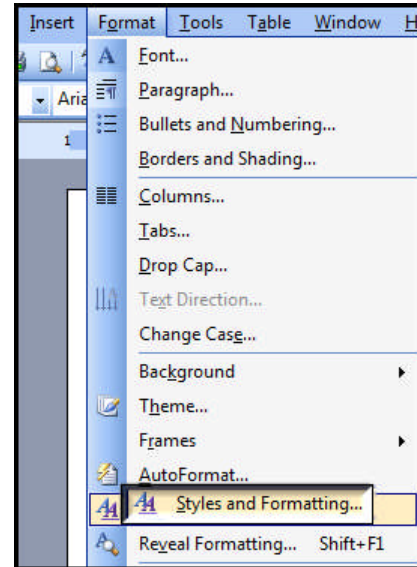 Insert Format Tools Table Window H
Font...
Aria
Paragraph...
Bullets and Numbering...
1
Borders and Shading...
Columns...
Tabs...
Drop Cap...
Text Direction...
Change Case...
Background
Theme...
Frames
AutoFormat...
Styles and Formatting...
Reveal Formatting... Shift+F1